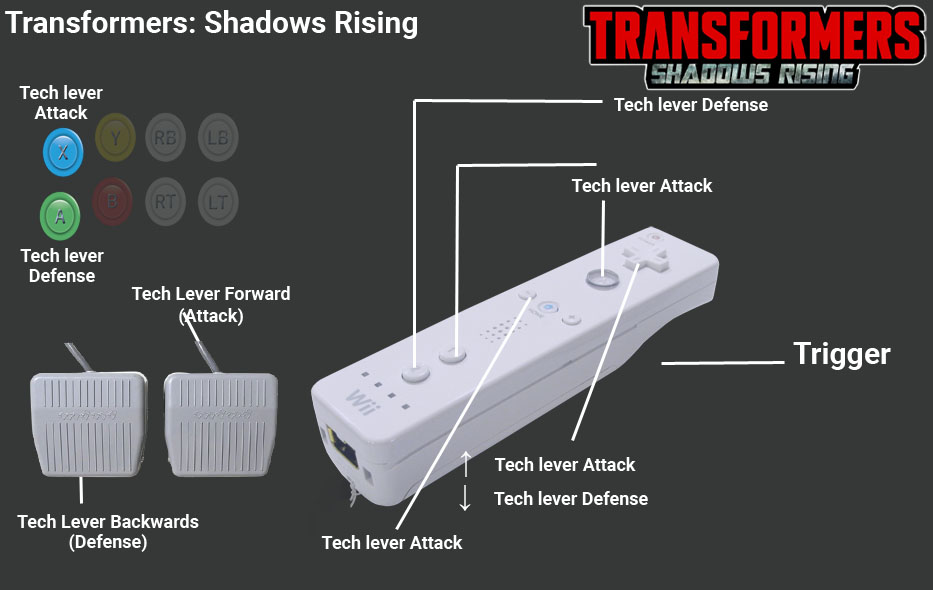 Transformers: Shadows Rising
TRANSFORMERS
SHADOWS RISING
Tech lever Defense
Tech lever
Attack
X
Y
RB
LB
A
B
RT
LT
Tech lever
Defense
Tech lever Attack
Tech Lever Forward
(Attack)
HOME
Trigger
Wii
Tech lever Attack
↑
Tech lever Defense
↓
Tech Lever Backwards
(Defense)
Tech lever Attack